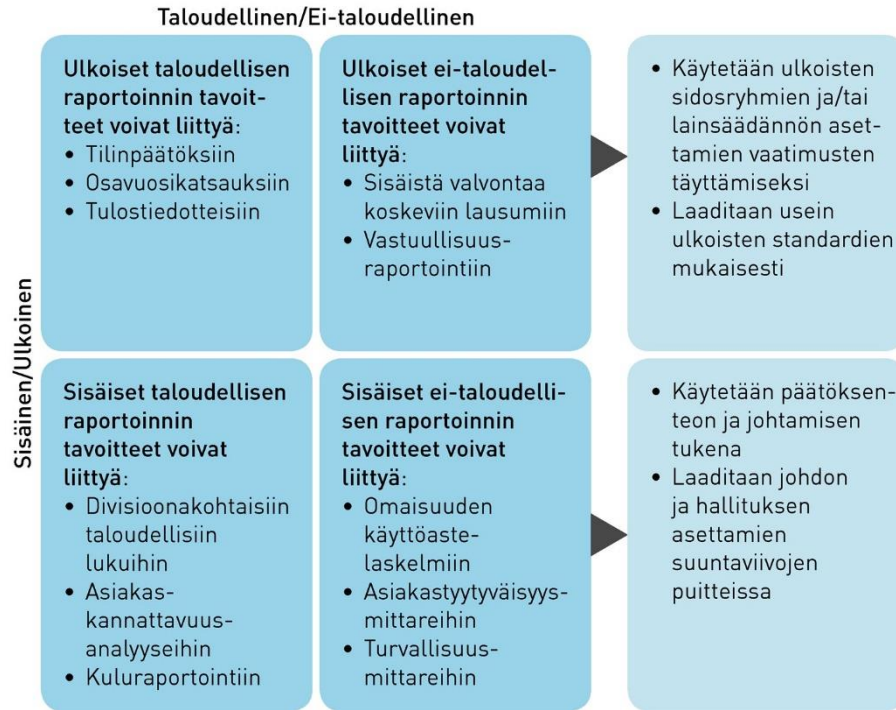 Taloudellinen/Ei-taloudellinen
Sisäinen/Ulkoinen
Ulkoiset taloudellisen
raportoinnin tavoit-
teet voivat liittyä:
• Tilinpäätöksiin
• Osavuosikatsauksiin
• Tulostiedotteisiin
Ulkoiset ei-taloudel-
lisen raportoinnin
tavoitteet voivat
liittyä:
• Sisäistä valvontaa
koskeviin lausumiin
• Vastuullisuus-
raportointiin
• Käytetään ulkoisten
sidosryhmien ja/tai
lainsäädännön aset-
tamien vaatimusten
täyttämiseksi
• Laaditaan usein
ulkoisten standardien
mukaisesti
Sisäiset taloudellisen
raportoinnin
tavoitteet voivat
liittyä:
• Divisioonakohtaisiin
taloudellisiin
lukuihin
• Asiakas-
kannattavuus-
analyyseihin
• Kuluraportointiin
Sisäiset ei-taloudelli-
sen raportoinnin
tavoitteet voivat
liittyä:
• Omaisuuden
käyttöaste-
laskelmiin
• Asiakastyytyväisyys-
mittareihin
• Turvallisuus-
mittareihin
• Käytetään päätöksen-
teon ja johtamisen
tukena
• Laaditaan johdon
ja hallituksen
asettamien
suuntaviivojen
puitteissa